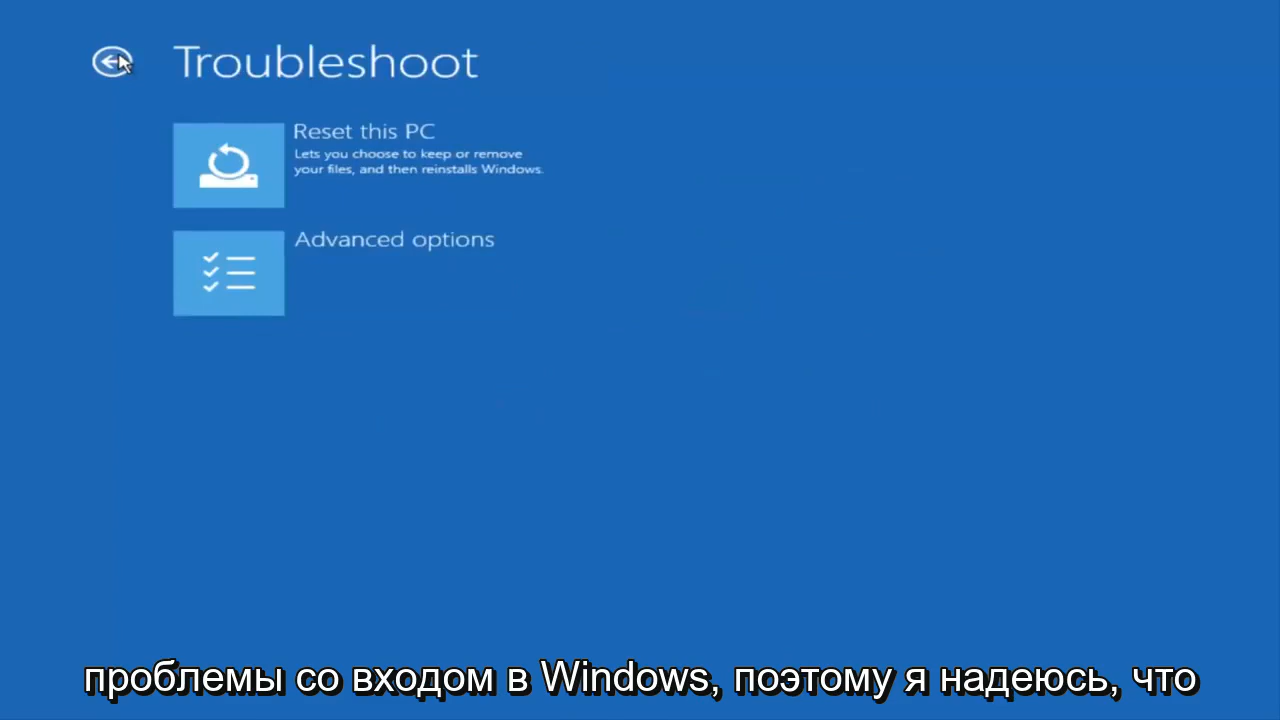 Troubleshoot
Reset this PC
Lets you choose to keep or remove
your files, and then reinstalls Windows.
Advanced options
проблемы со входом в Windows, поэтому я надеюсь, что